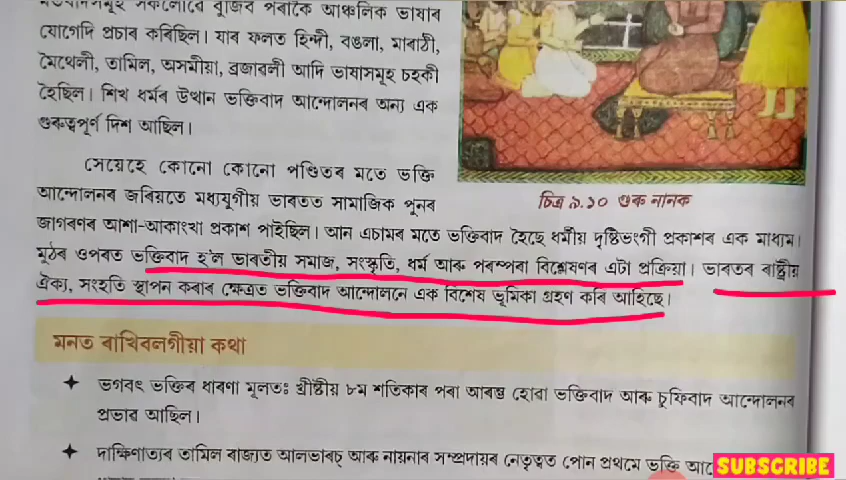 সকলোৱে বুজাব পৰাকৈ আঞ্চলিক ভাষাৰ
যোগেদি প্ৰচাৰ কৰিছিল। যাৰ ফলত হিন্দী, বঙলা, মাৰাঠী,
মৈথেলী, তামিল, অসমীয়া, ব্ৰজাৱলী আদি ভাষাসমূহ চহকী
হৈছিল। শিখ ধৰ্মৰ উত্থান ভক্তিবাদ আন্দোলনৰ অন্য এক
গুৰুত্বপূৰ্ণ দিশ আছিল।
সেয়েহে কোনো কোনো পণ্ডিতৰ মতে ভক্তি
আন্দোলনৰ জৰিয়তে মধ্যযুগীয় ভাৰতত সামাজিক পুনৰ
জাগৰণৰ আশা-আকাংখা প্ৰকাশ পাইছিল। আন এচামৰ মতে ভক্তিবাদ হৈছে ধৰ্মীয় দৃষ্টিভংগী প্ৰকাশৰ এক মাধ্যম।
মুঠৰ ওপৰত ভক্তিবাদ হ'ল ভাৰতীয় সমাজ, সংস্কৃতি, ধৰ্ম আৰু পৰম্পৰা বিশ্লেষণৰ এটা প্ৰক্ৰিয়া। ভাৰতৰ ৰাষ্ট্ৰীয়
ঐক্য, সংহতি স্থাপন কৰাৰ ক্ষেত্ৰত ভক্তিবাদ আন্দোলনে এক বিশেষ ভূমিকা গ্ৰহণ কৰি আহিছে।
চিত্ৰ ৯.১০ গুৰু নানক
মনত ৰাখিবলগীয়া কথা
✦ ভগবৎ ভক্তিৰ ধাৰণা মূলতঃ খ্ৰীষ্টীয় ৮ম শতিকাৰ পৰা আৰম্ভ হোৱা ভক্তিবাদ আৰু চুফিবাদ আন্দোলনৰ
প্ৰভাৱ আছিল।
✦ দাক্ষিণাত্যৰ তামিল ৰাজ্যত আলভাৰচ্ আৰু নায়নাৰ সম্প্ৰদায়ৰ নেতৃত্বত পোন প্ৰথমে ভক্তি
SUBSCRIBE